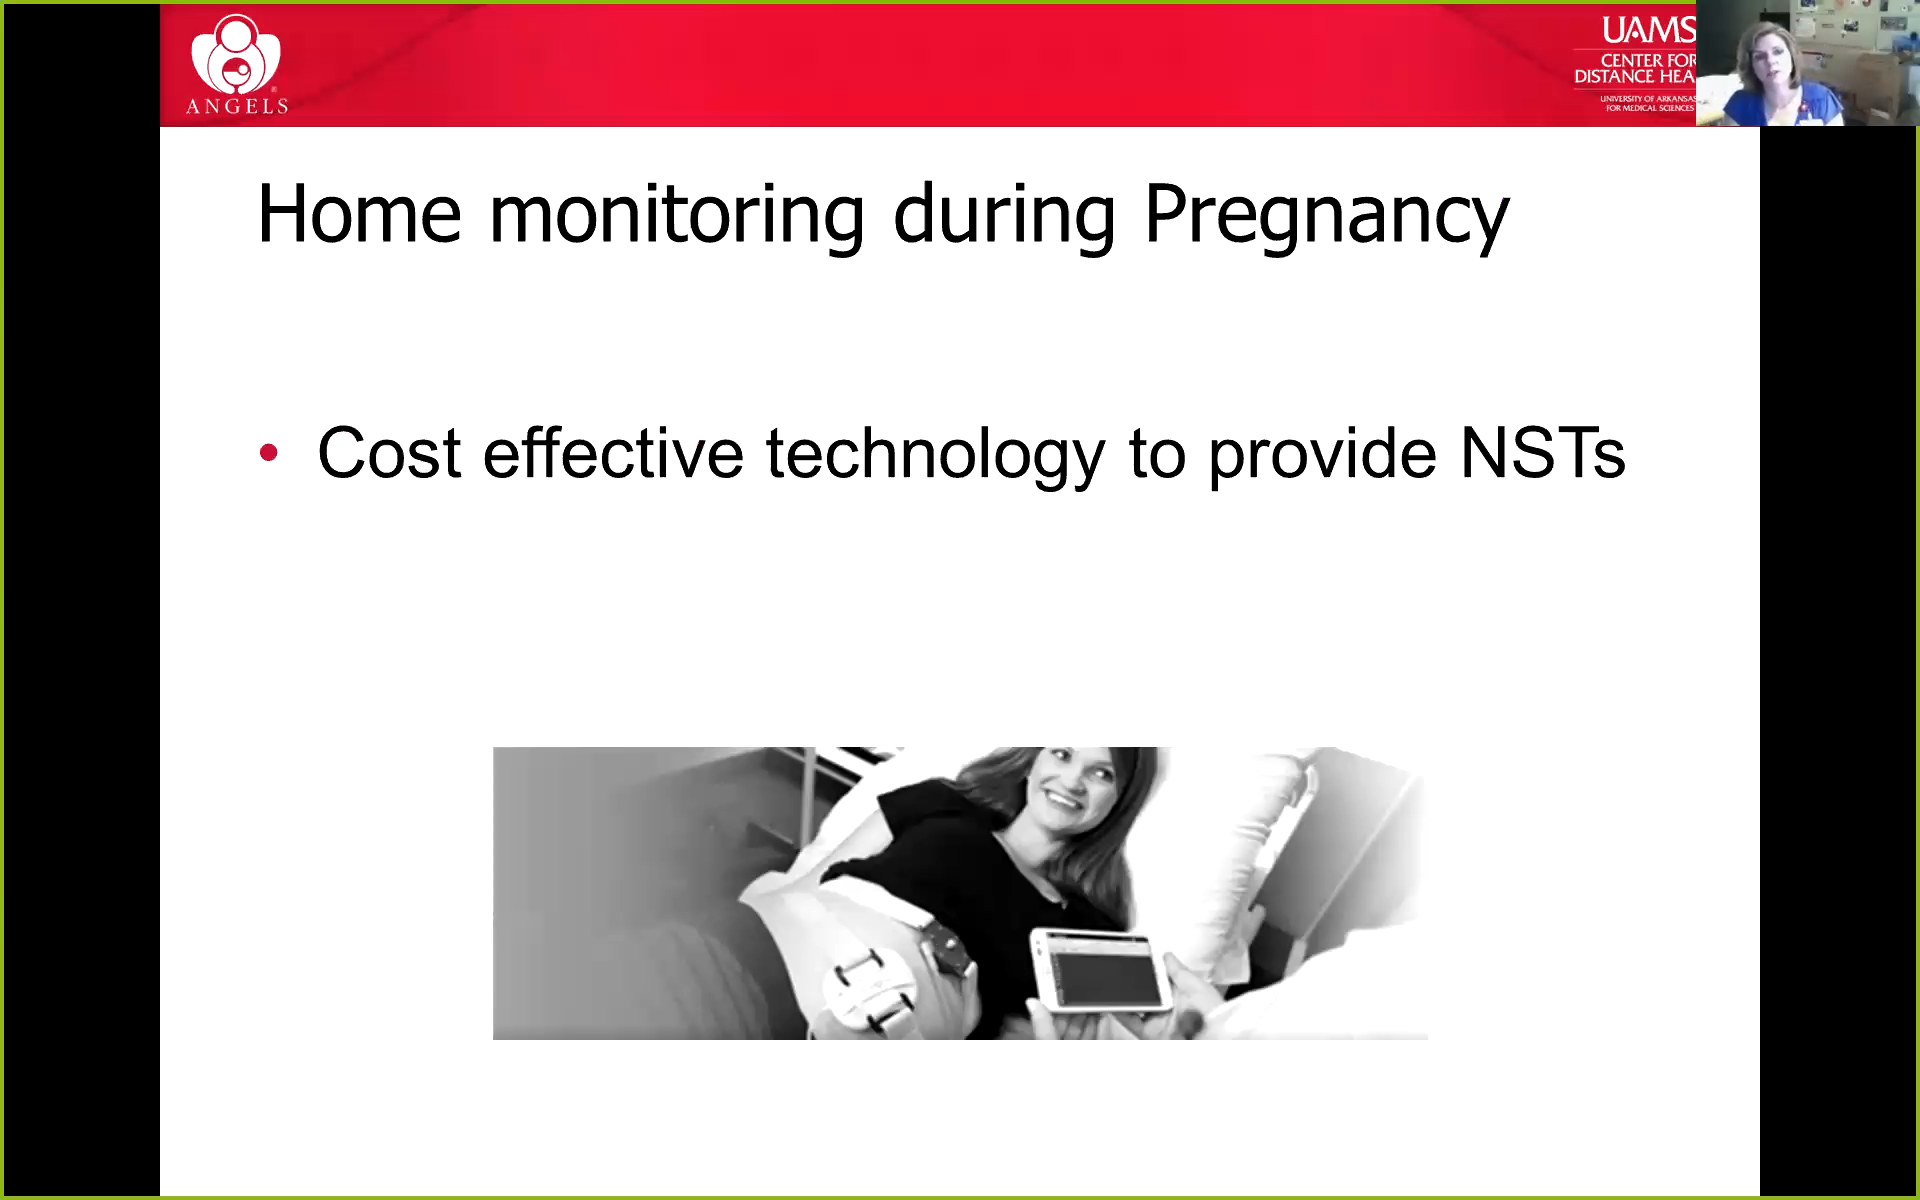 ANGELS
UAMS
CENTER FOR
DISTANCE HEA
UNIVERSITY OF ARKANSAS
FOR MEDICAL SCIENCES
Home monitoring during Pregnancy
• Cost effective technology to provide NSTs